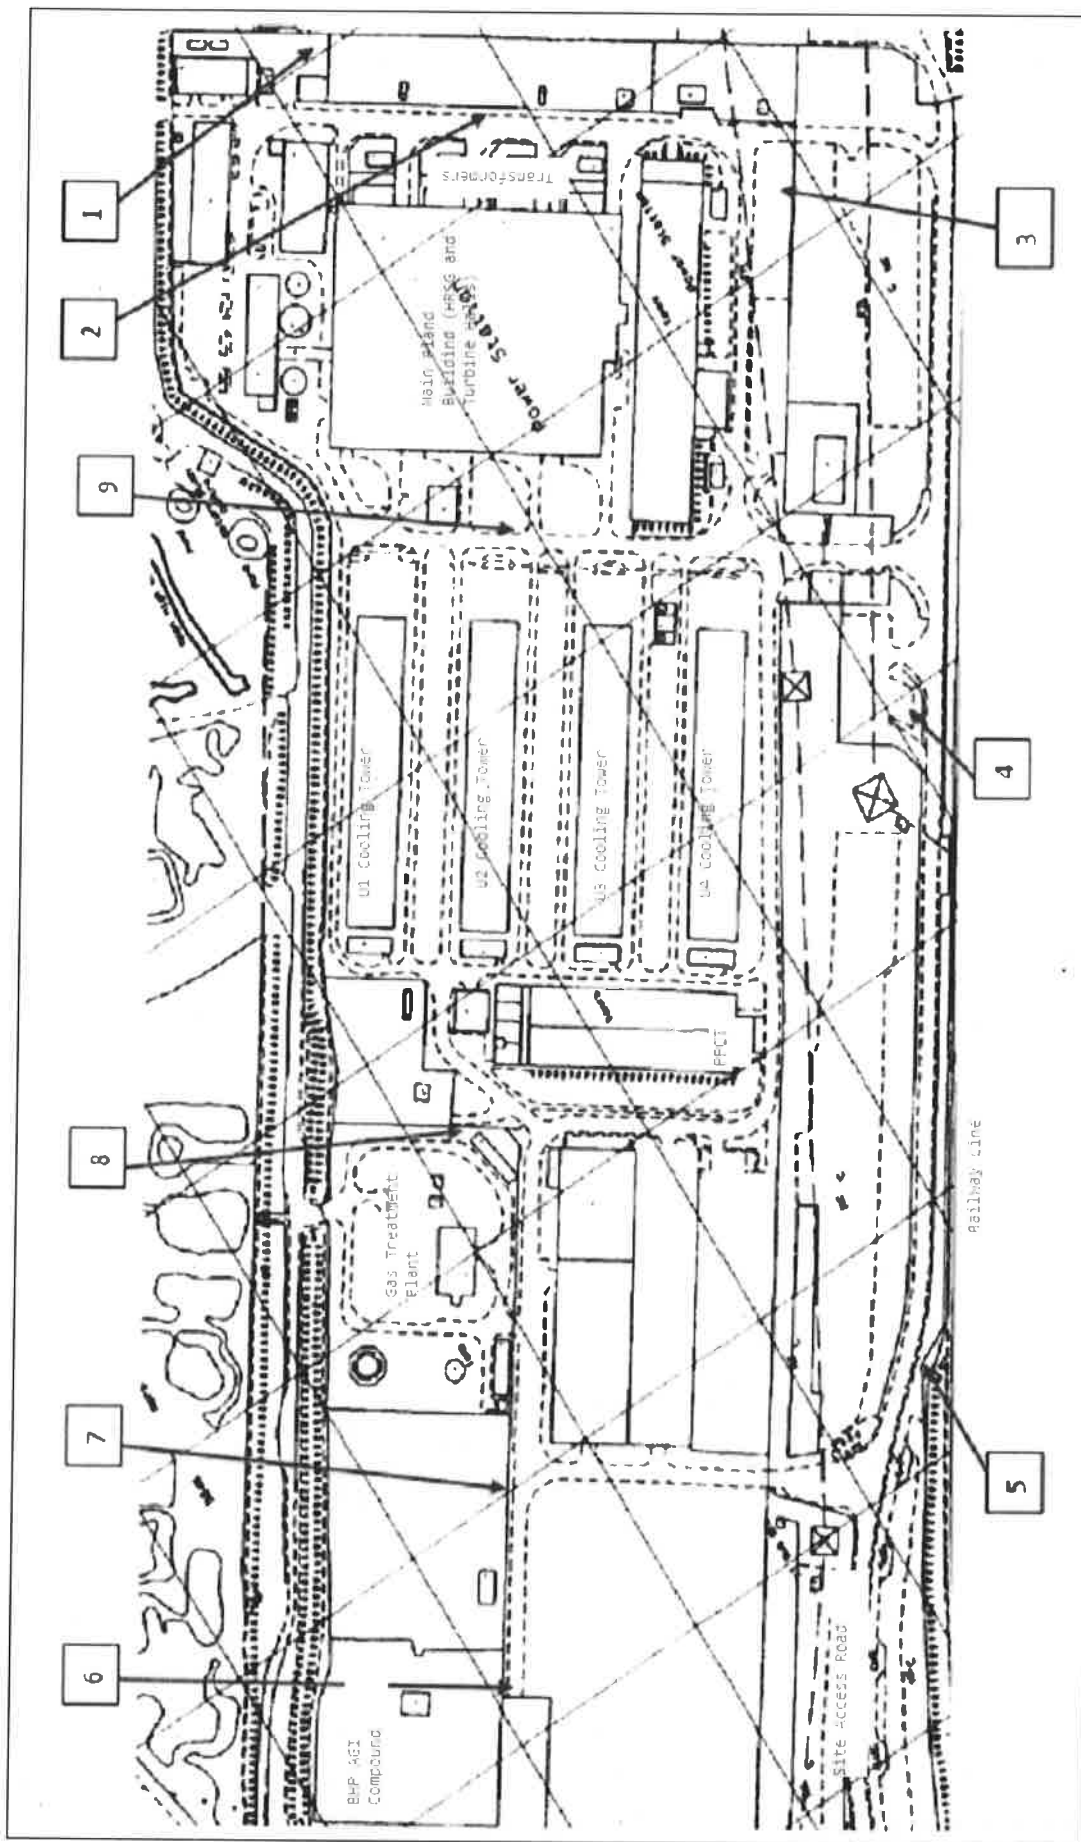 1
2
3
4
5
6
7
8
9
Transformers
Main Pland
Building (HRSG and
Turbine Halls)
Power Station
U1 Cooling Tower
U2 Cooling Tower
U3 Cooling Tower
U4 Cooling Tower
PPCT
Gas Treatment
Plant
BHP AGI
Compound
Site Access Road
Railway Line